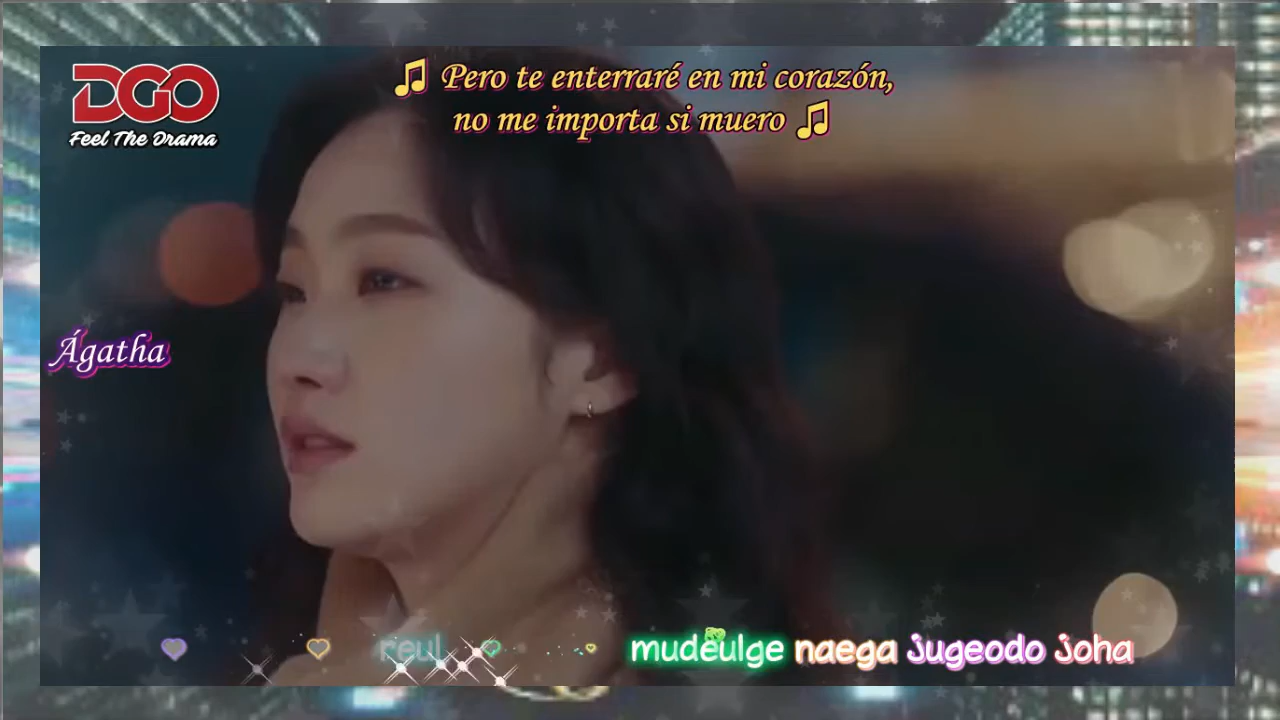 DGO
Feel The Drama
♫ Pero te enterraré en mi corazón,
no me importa si muero ♫
Ágatha
reul mudeulge naega jugeodo joha